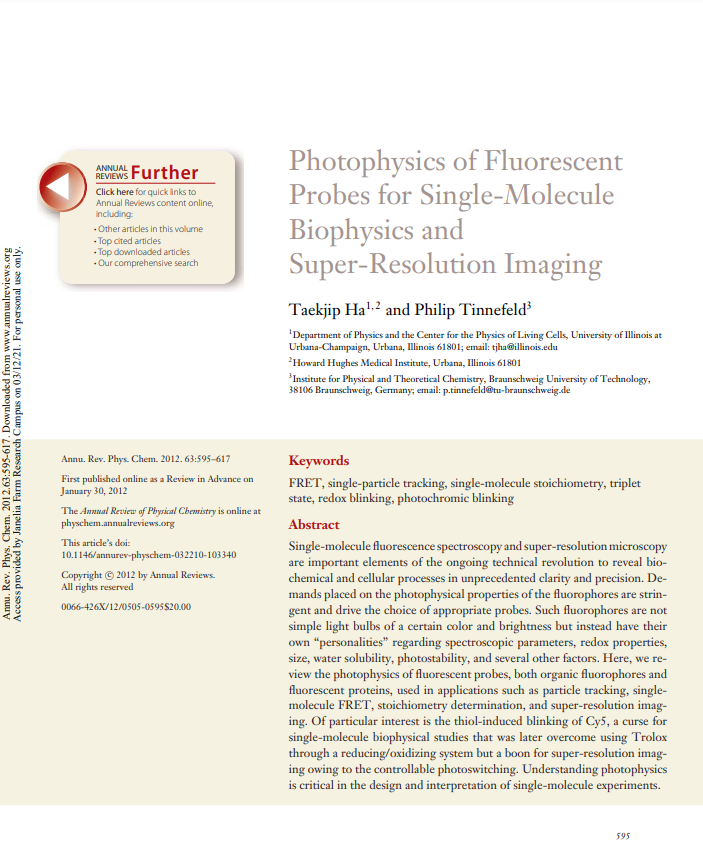 Annu. Rev. Phys. Chem. 2012.63:595-617. Downloaded from www.annualreviews.org
Access provided by Janelia Farm Research Campus on 03/12/21. For personal use only.
ANNUAL
REVIEWS Further
Click here for quick links to
Annual Reviews content online,
including:
• Other articles in this volume
• Top cited articles
• Top downloaded articles
• Our comprehensive search
Photophysics of Fluorescent
Probes for Single-Molecule
Biophysics and
Super-Resolution Imaging
Taekjip Ha1,2 and Philip Tinnefeld3
1Department of Physics and the Center for the Physics of Living Cells, University of Illinois at
Urbana-Champaign, Urbana, Illinois 61801; email: tjha@illinois.edu
2Howard Hughes Medical Institute, Urbana, Illinois 61801
3Institute for Physical and Theoretical Chemistry, Braunschweig University of Technology,
38106 Braunschweig, Germany; email: p.tinnefeld@tu-braunschweig.de
Annu. Rev. Phys. Chem. 2012. 63:595–617
First published online as a Review in Advance on
January 30, 2012
The Annual Review of Physical Chemistry is online at
physchem.annualreviews.org
This article's doi:
10.1146/annurev-physchem-032210-103340
Copyright © 2012 by Annual Reviews.
All rights reserved
0066-426X/12/0505-0595$20.00
Keywords
FRET, single-particle tracking, single-molecule stoichiometry, triplet
state, redox blinking, photochromic blinking
Abstract
Single-molecule fluorescence spectroscopy and super-resolution microscopy
are important elements of the ongoing technical revolution to reveal bio-
chemical and cellular processes in unprecedented clarity and precision. De-
mands placed on the photophysical properties of the fluorophores are strin-
gent and drive the choice of appropriate probes. Such fluorophores are not
simple light bulbs of a certain color and brightness but instead have their
own “personalities” regarding spectroscopic parameters, redox properties,
size, water solubility, photostability, and several other factors. Here, we re-
view the photophysics of fluorescent probes, both organic fluorophores and
fluorescent proteins, used in applications such as particle tracking, single-
molecule FRET, stoichiometry determination, and super-resolution imag-
ing. Of particular interest is the thiol-induced blinking of Cy5, a curse for
single-molecule biophysical studies that was later overcome using Trolox
through a reducing/oxidizing system but a boon for super-resolution imag-
ing owing to the controllable photoswitching. Understanding photophysics
is critical in the design and interpretation of single-molecule experiments.
595